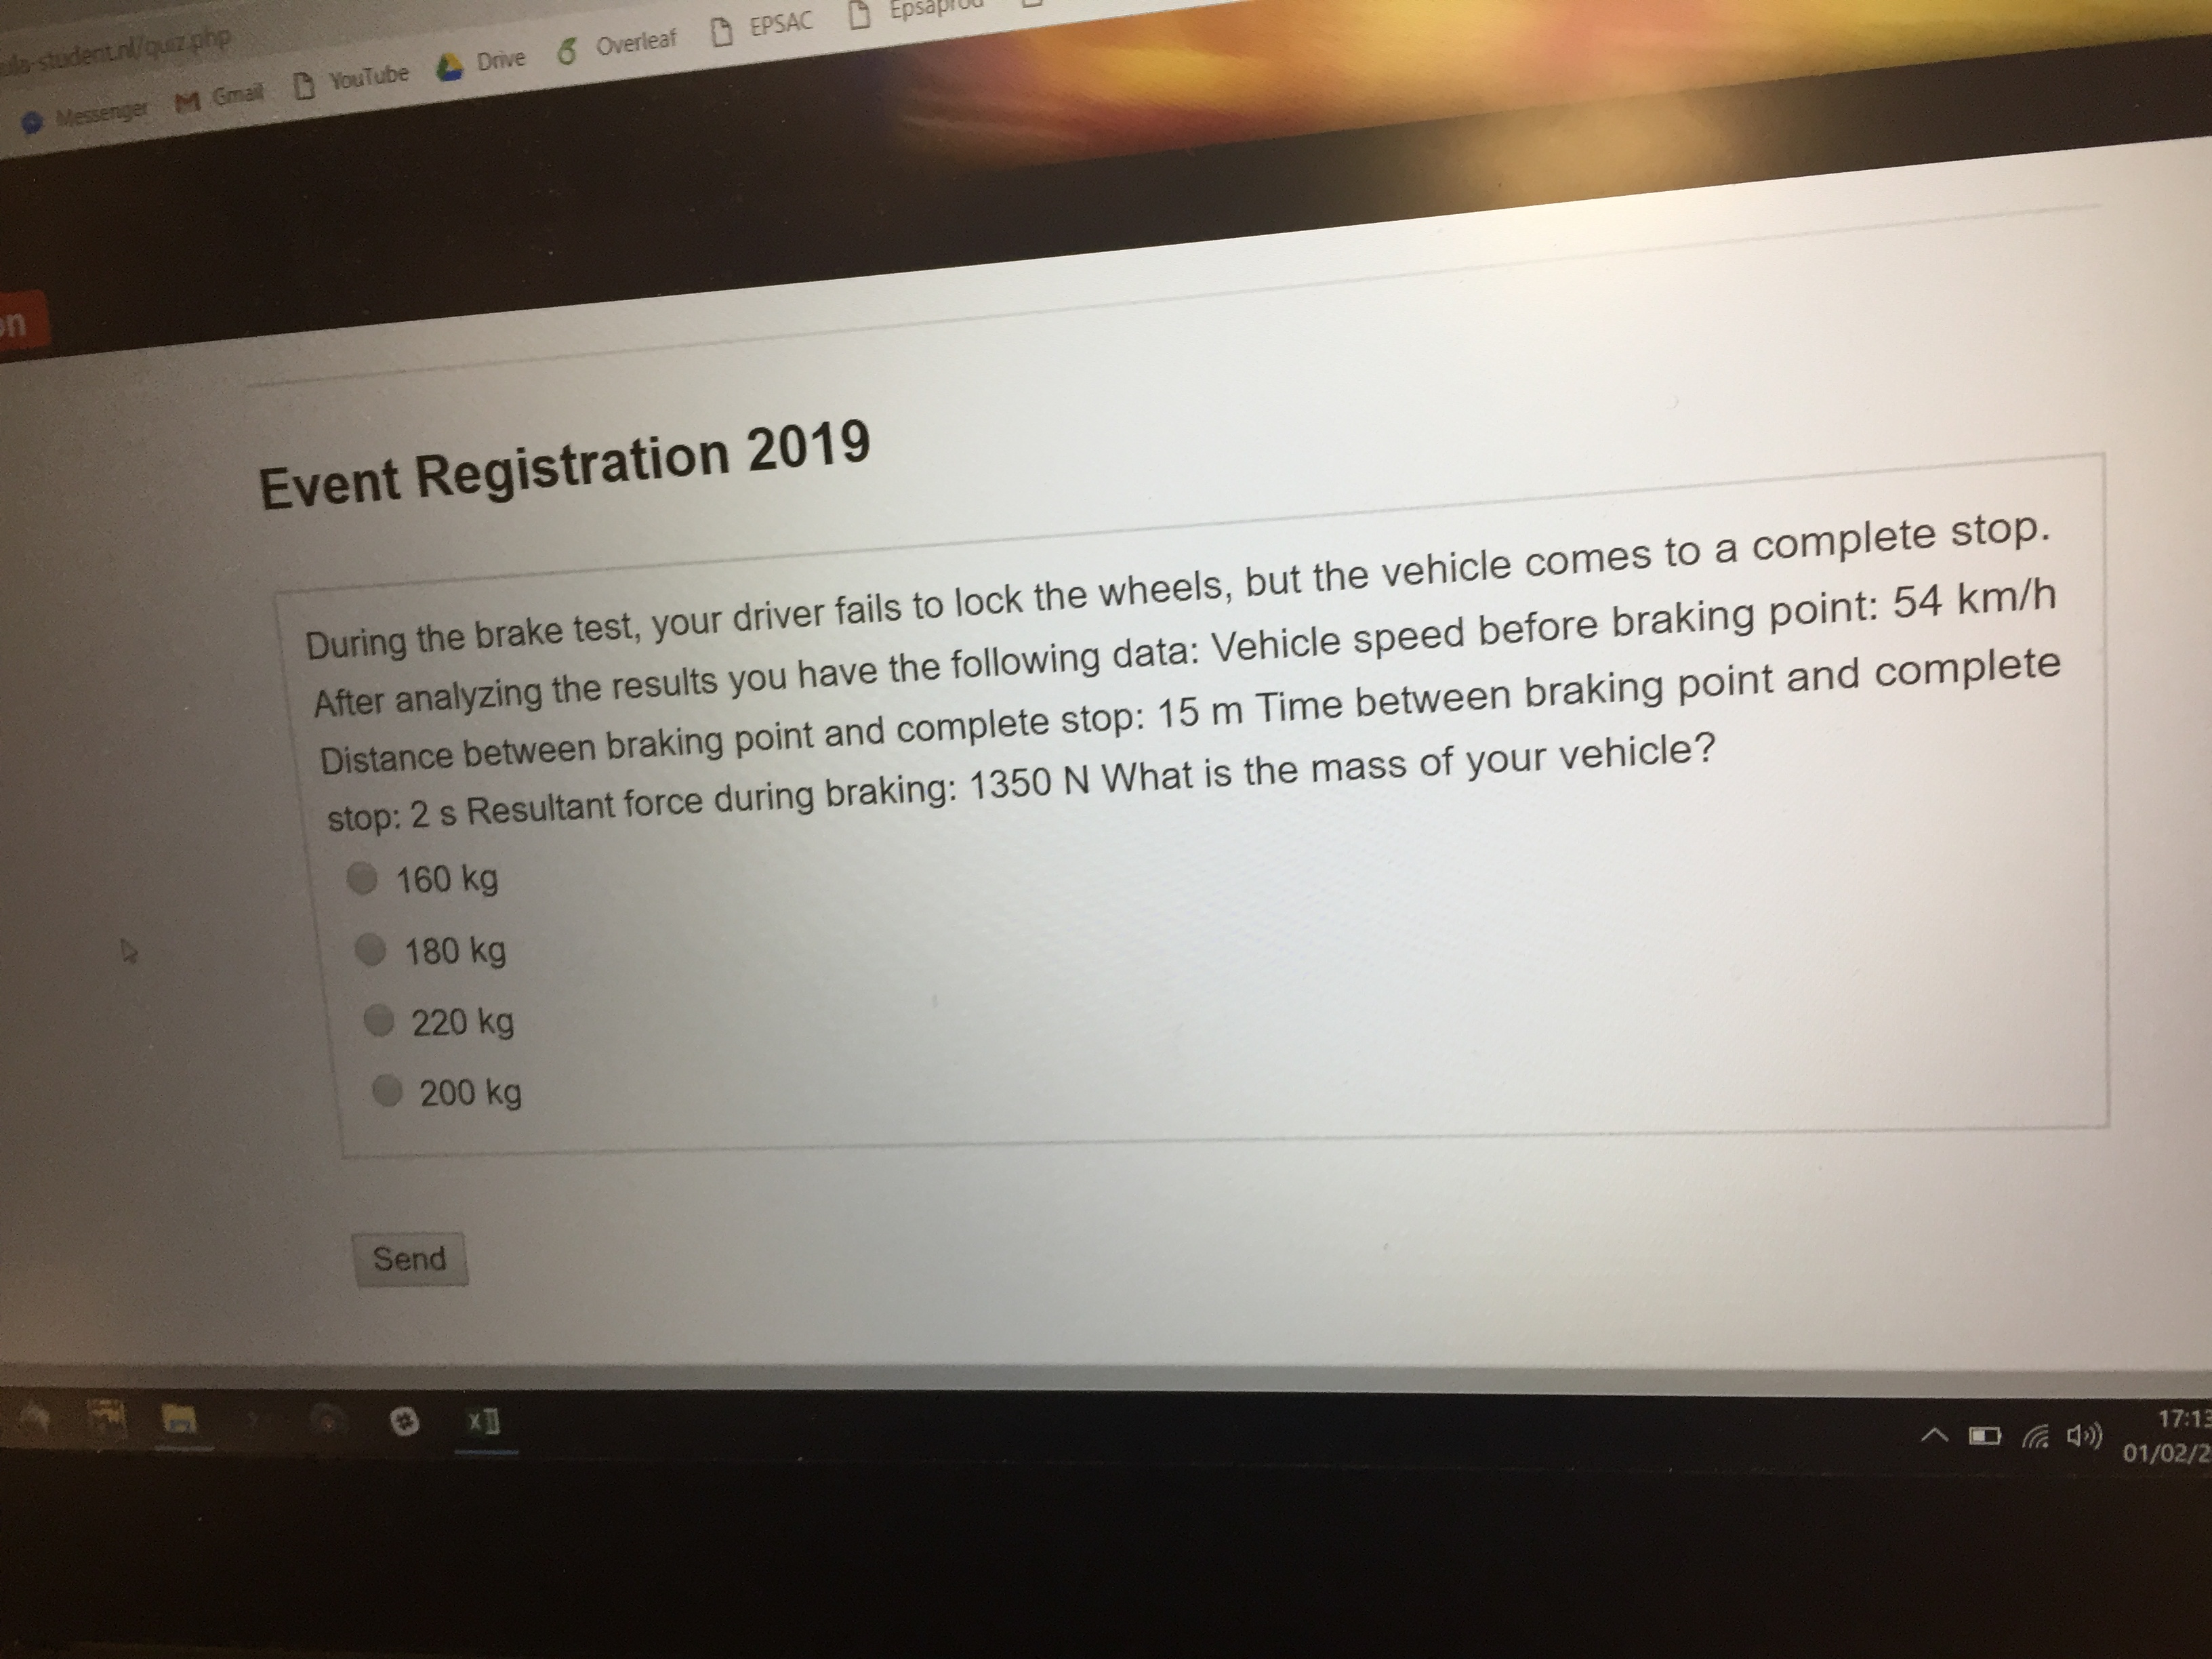 ula-student.nl/quiz.php
Messenger Gmail YouTube Drive Overleaf EPSAC Epsaprod
on
Event Registration 2019
During the brake test, your driver fails to lock the wheels, but the vehicle comes to a complete stop.
After analyzing the results you have the following data: Vehicle speed before braking point: 54 km/h
Distance between braking point and complete stop: 15 m Time between braking point and complete
stop: 2 s Resultant force during braking: 1350 N What is the mass of your vehicle?
160 kg
180 kg
220 kg
200 kg
Send
17:13
01/02/2